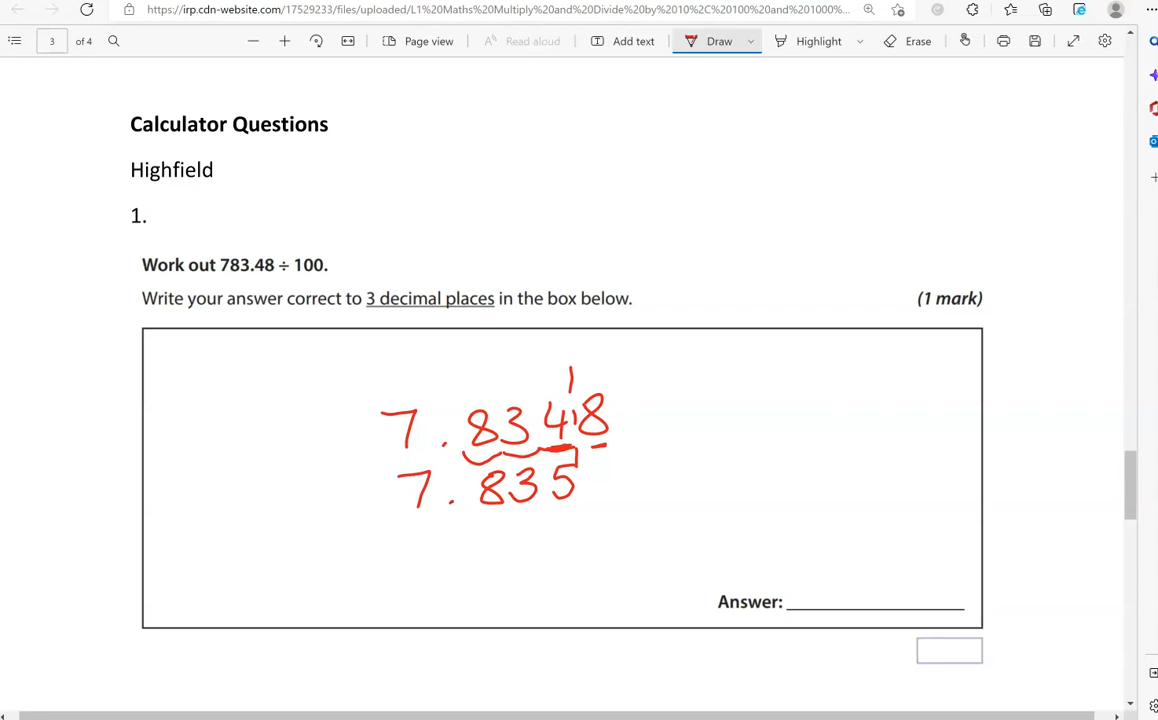 https://irp.cdn-website.com/17529233/files/uploaded/L1%20Maths%20Multiply%20and%20Divide%20by%2010%2C%20100%20and%201000%...
3 of 4
Page view
Read aloud
Add text
Draw
Highlight
Erase
Calculator Questions
Highfield
1.
Work out 783.48 ÷ 100.
Write your answer correct to 3 decimal places in the box below. (1 mark)
1
7.8348
7.835
Answer: ____________________